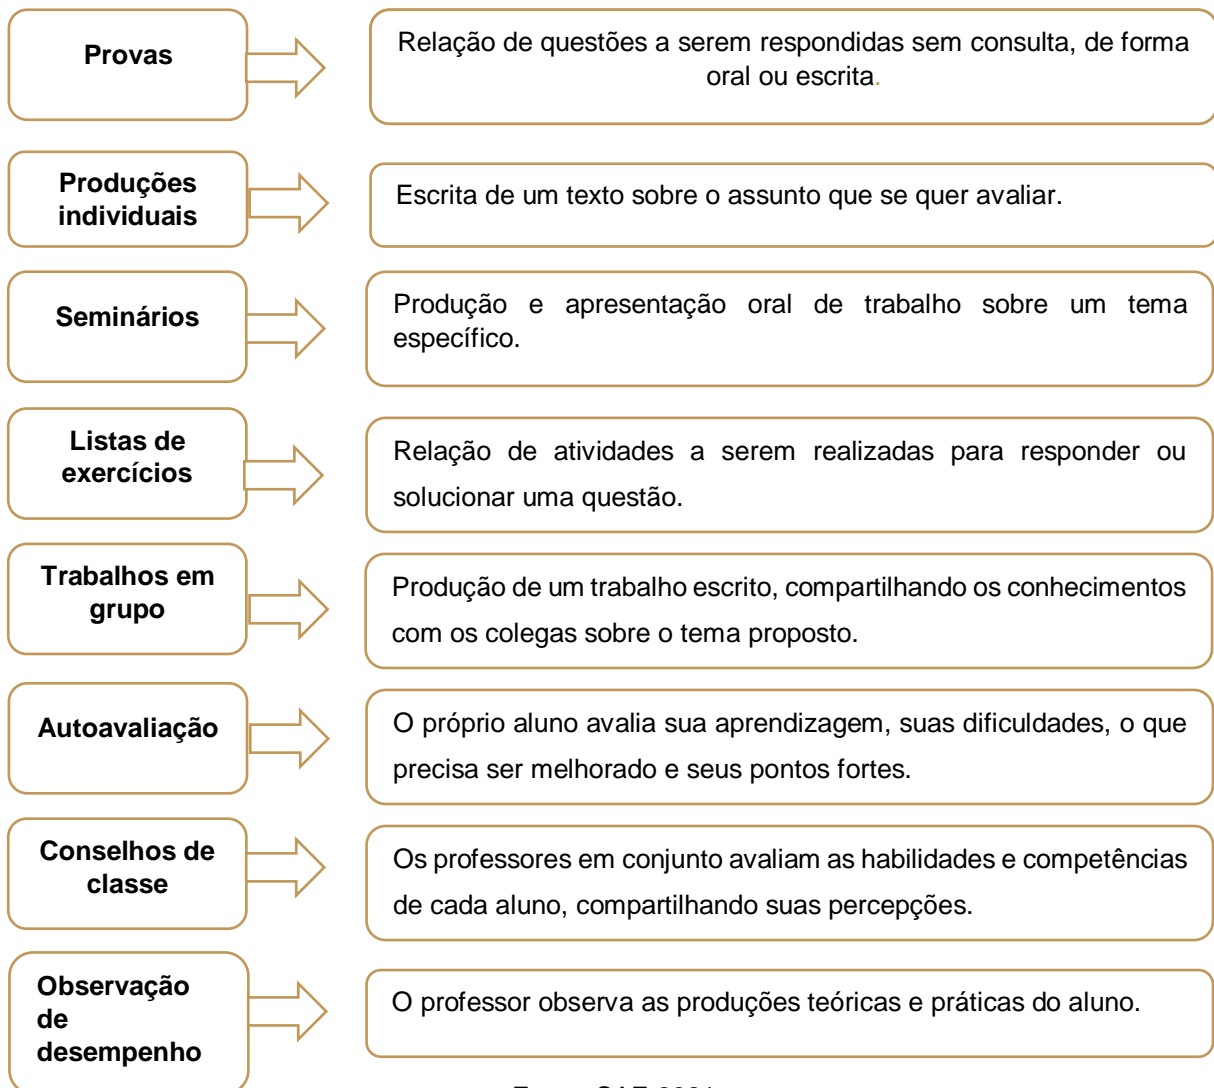 Provas
Relação de questões a serem respondidas sem consulta, de forma
oral ou escrita.
Produções
individuais
Escrita de um texto sobre o assunto que se quer avaliar.
Seminários
Produção e apresentação oral de trabalho sobre um tema
específico.
Listas de
exercícios
Relação de atividades a serem realizadas para responder ou
solucionar uma questão.
Trabalhos em
grupo
Produção de um trabalho escrito, compartilhando os conhecimentos
com os colegas sobre o tema proposto.
Autoavaliação
O próprio aluno avalia sua aprendizagem, suas dificuldades, o que
precisa ser melhorado e seus pontos fortes.
Conselhos de
classe
Os professores em conjunto avaliam as habilidades e competências
de cada aluno, compartilhando suas percepções.
Observação
de
desempenho
O professor observa as produções teóricas e práticas do aluno.